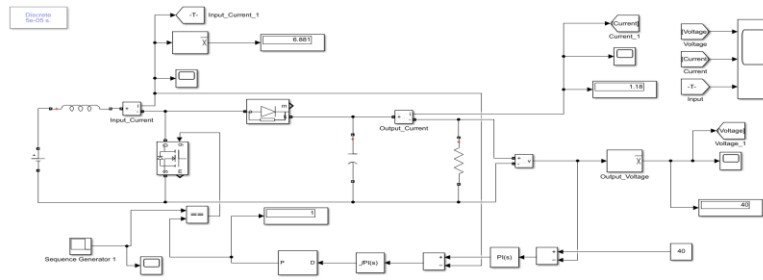 Discrete
5e-05 s.
-T-
Input_Current_1
6.881
[Current]
Current_1
1.18
[Voltage]
Voltage
[Current]
Current
-T-
Input
Input_Current
Output_Current
[Voltage]
Voltage_1
Output_Voltage
40
1
==
Sequence Generator 1
P
D
PI(s)
40